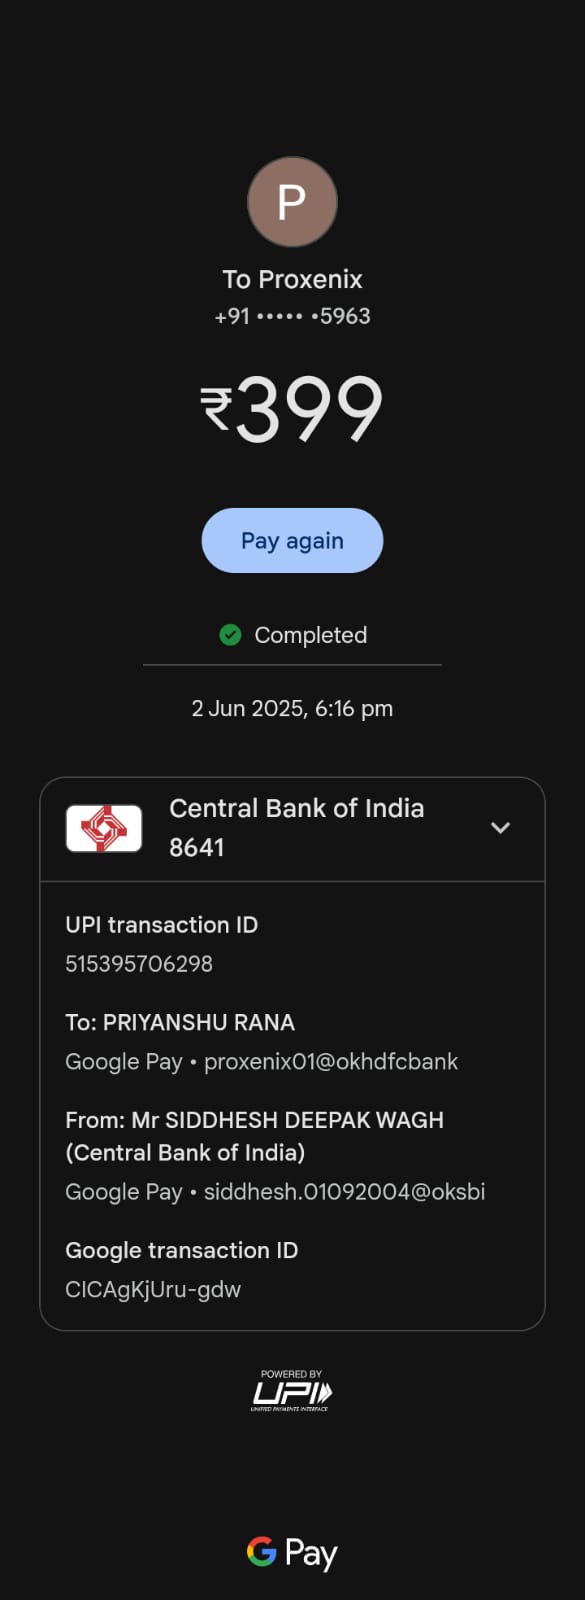 P
To Proxenix
+91 ••••• •5963
₹399
Pay again
Completed
2 Jun 2025, 6:16 pm
Central Bank of India
8641
UPI transaction ID
515395706298
To: PRIYANSHU RANA
Google Pay • proxenix01@okhdfcbank
From: Mr SIDDHESH DEEPAK WAGH
(Central Bank of India)
Google Pay • siddhesh.01092004@oksbi
Google transaction ID
CICAgKjUru-gdw
POWERED BY
UPI
UNIFIED PAYMENTS INTERFACE
G Pay